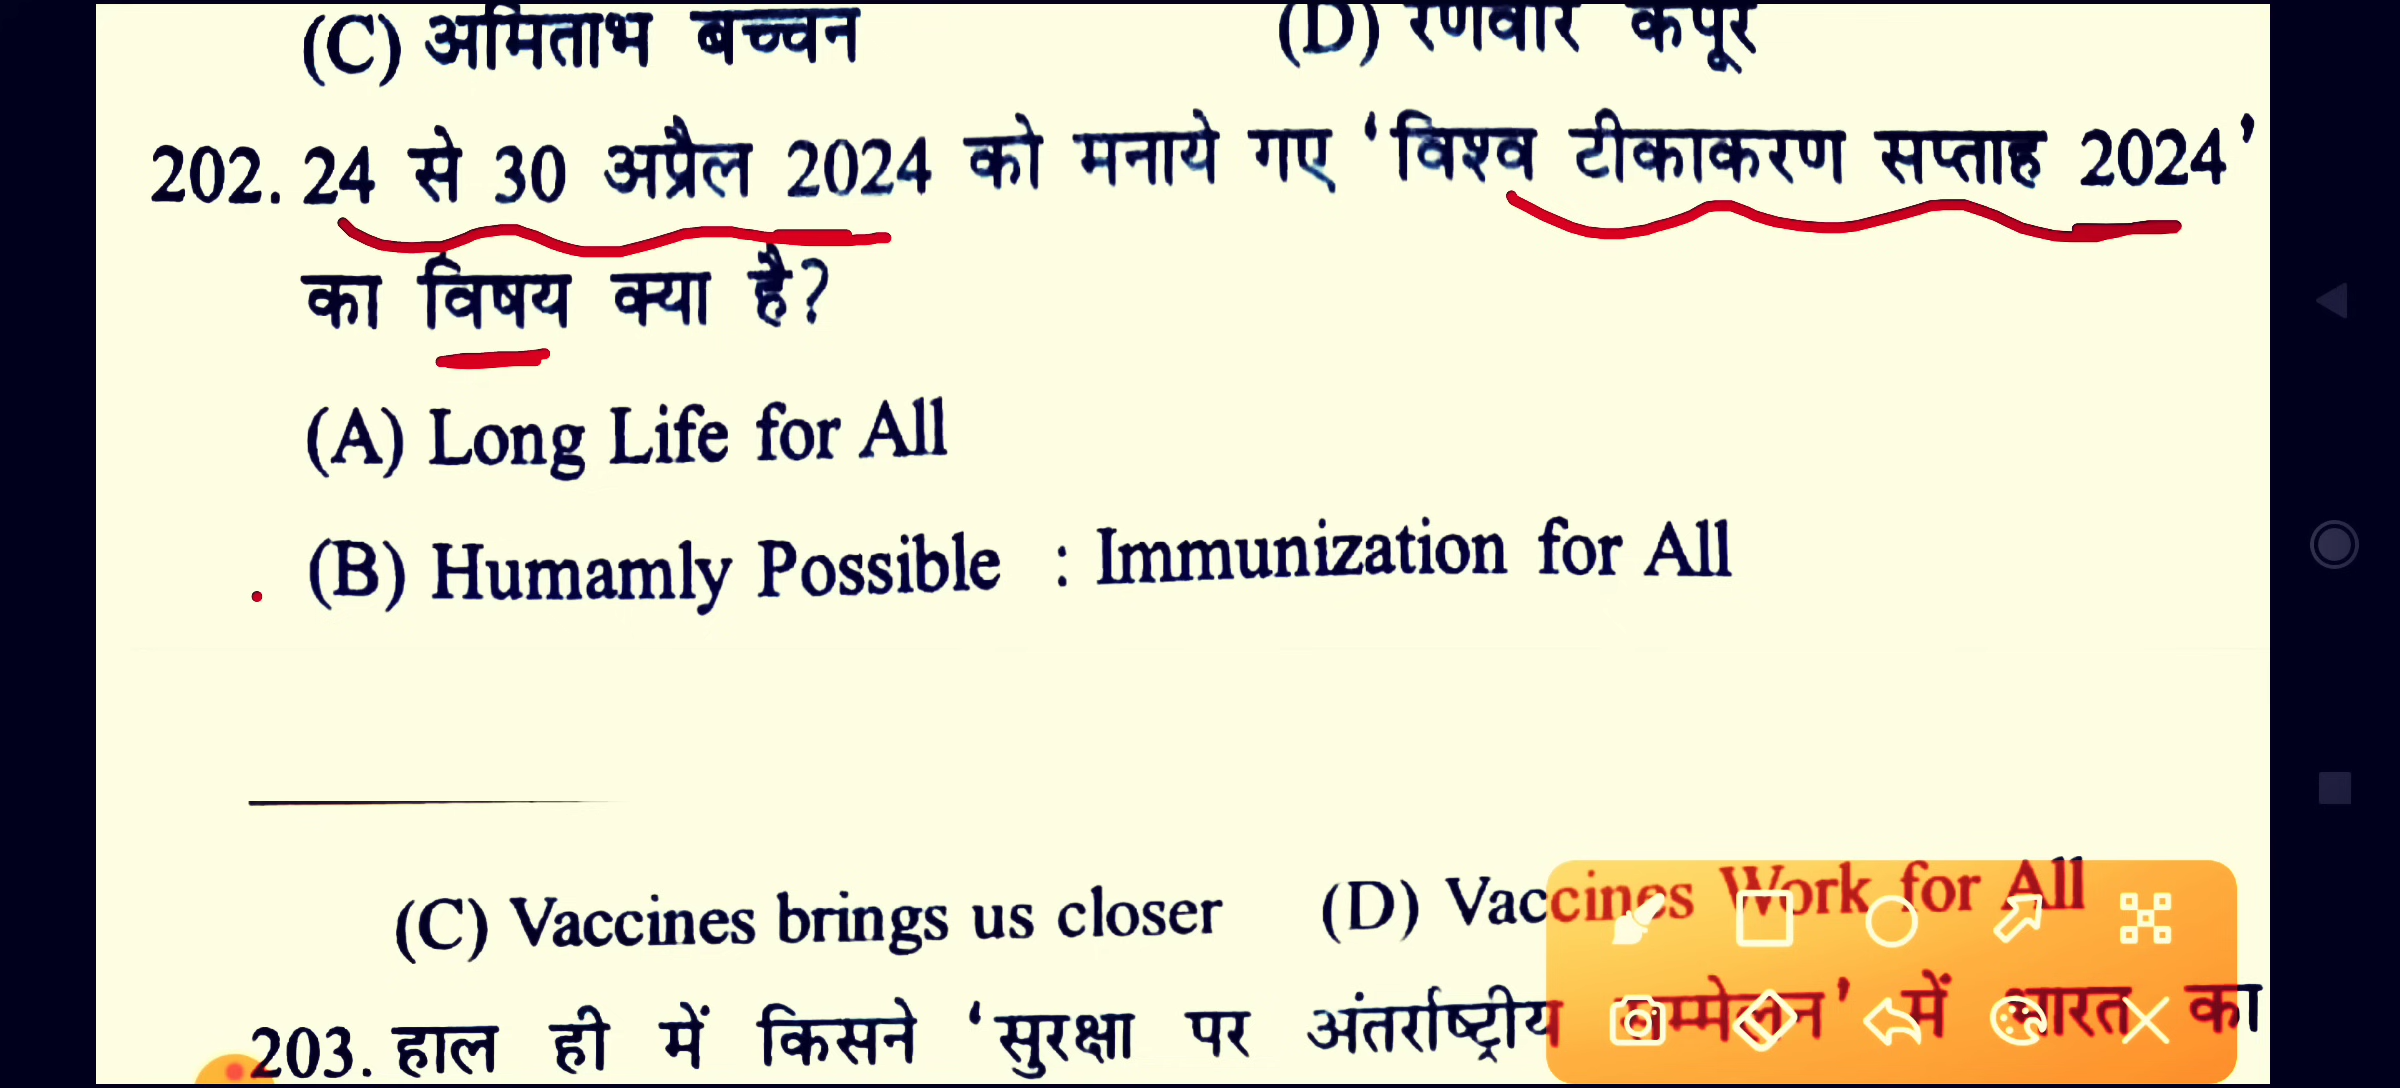 (C) अमिताभ बच्चन (D) रणवीर कपूर
202. 24 से 30 अप्रैल 2024 को मनाये गए ‘विश्व टीकाकरण सप्ताह 2024’
का विषय क्या है?
(A) Long Life for All
(B) Humamly Possible : Immunization for All
(C) Vaccines brings us closer (D) Vaccines Work for All
203. हाल ही में किसने ‘सुरक्षा पर अंतर्राष्ट्रीय सम्मेलन’ में भारत का